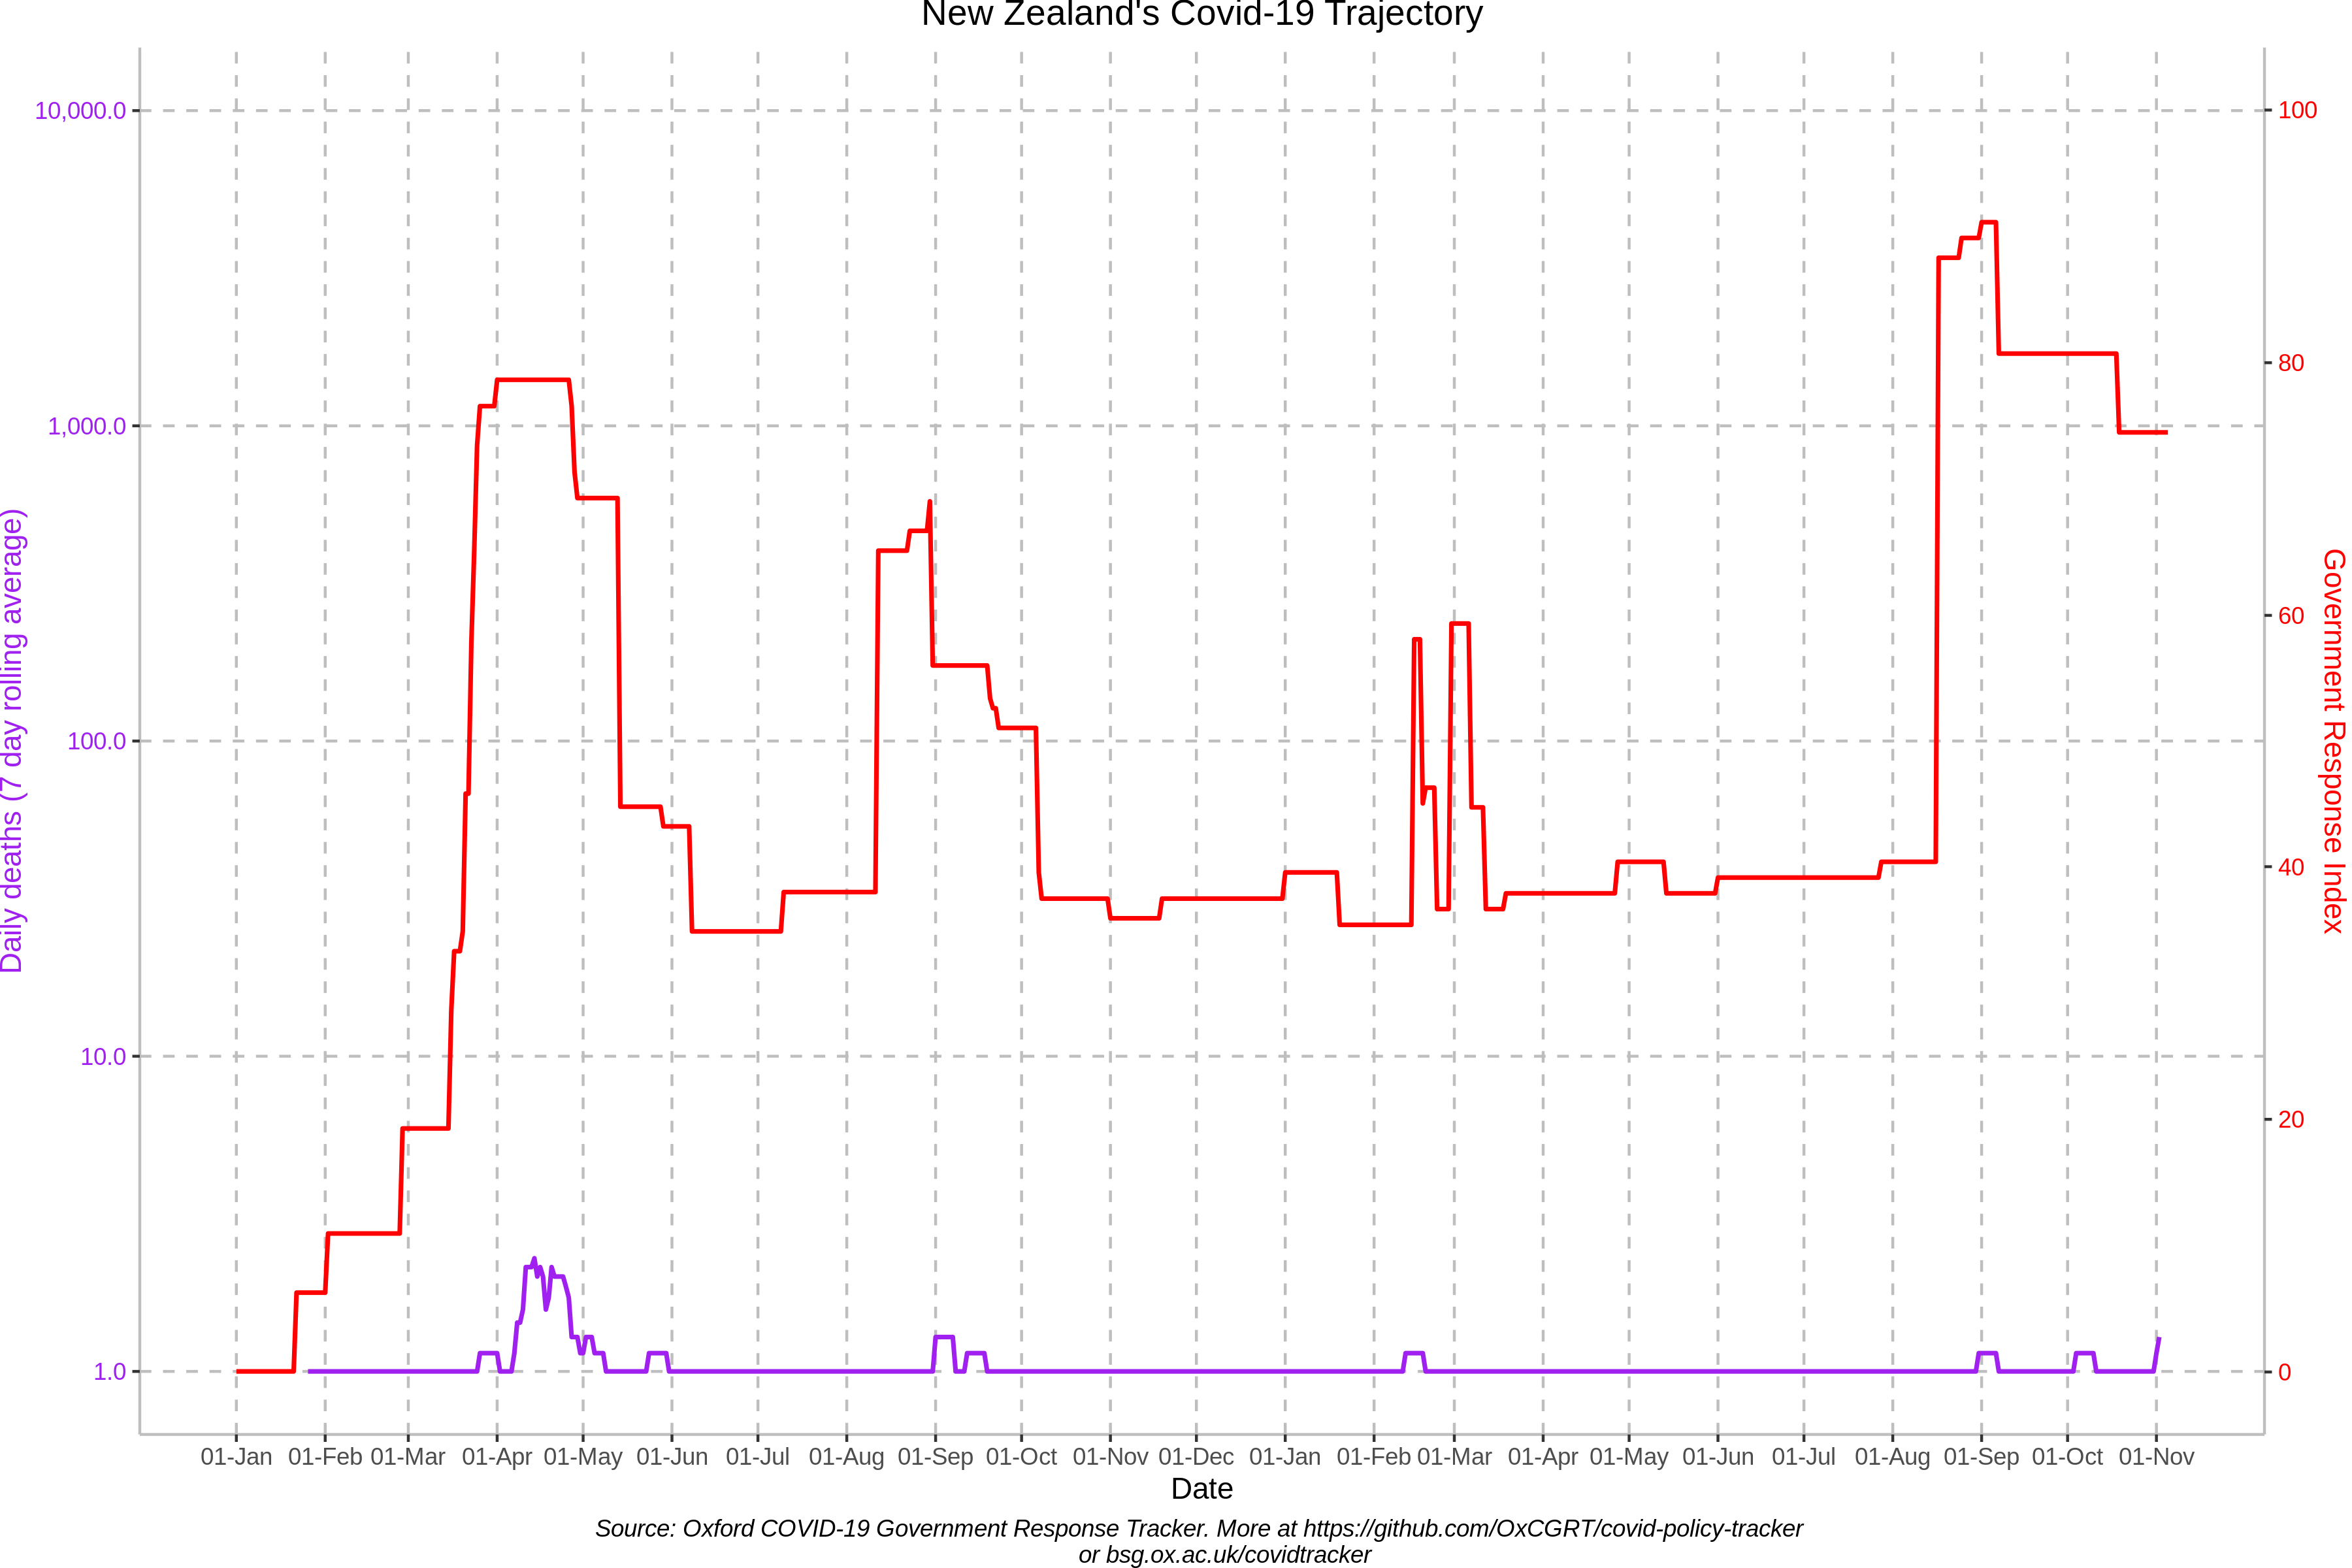 New Zealand's Covid-19 Trajectory
10,000.0
1,000.0
100.0
10.0
1.0
Daily deaths (7 day rolling average)
100
80
60
40
20
0
Government Response Index
01-Jan 01-Feb 01-Mar 01-Apr 01-May 01-Jun 01-Jul 01-Aug 01-Sep 01-Oct 01-Nov 01-Dec 01-Jan 01-Feb 01-Mar 01-Apr 01-May 01-Jun 01-Jul 01-Aug 01-Sep 01-Oct 01-Nov
Date
Source: Oxford COVID-19 Government Response Tracker. More at https://github.com/OxCGRT/covid-policy-tracker
or bsg.ox.ac.uk/covidtracker